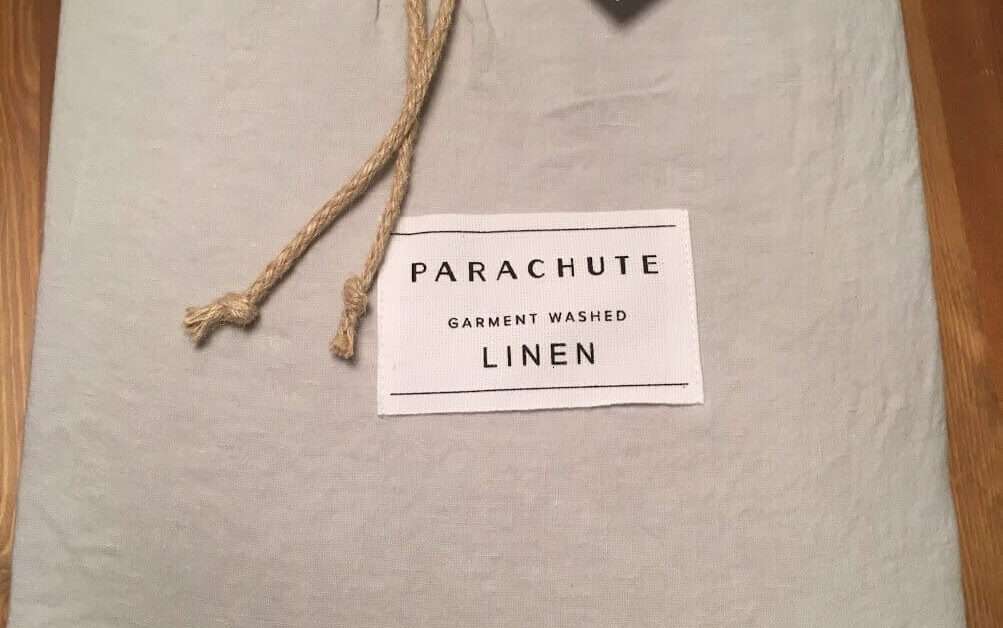 PARACHUTE
GARMENT WASHED
LINEN